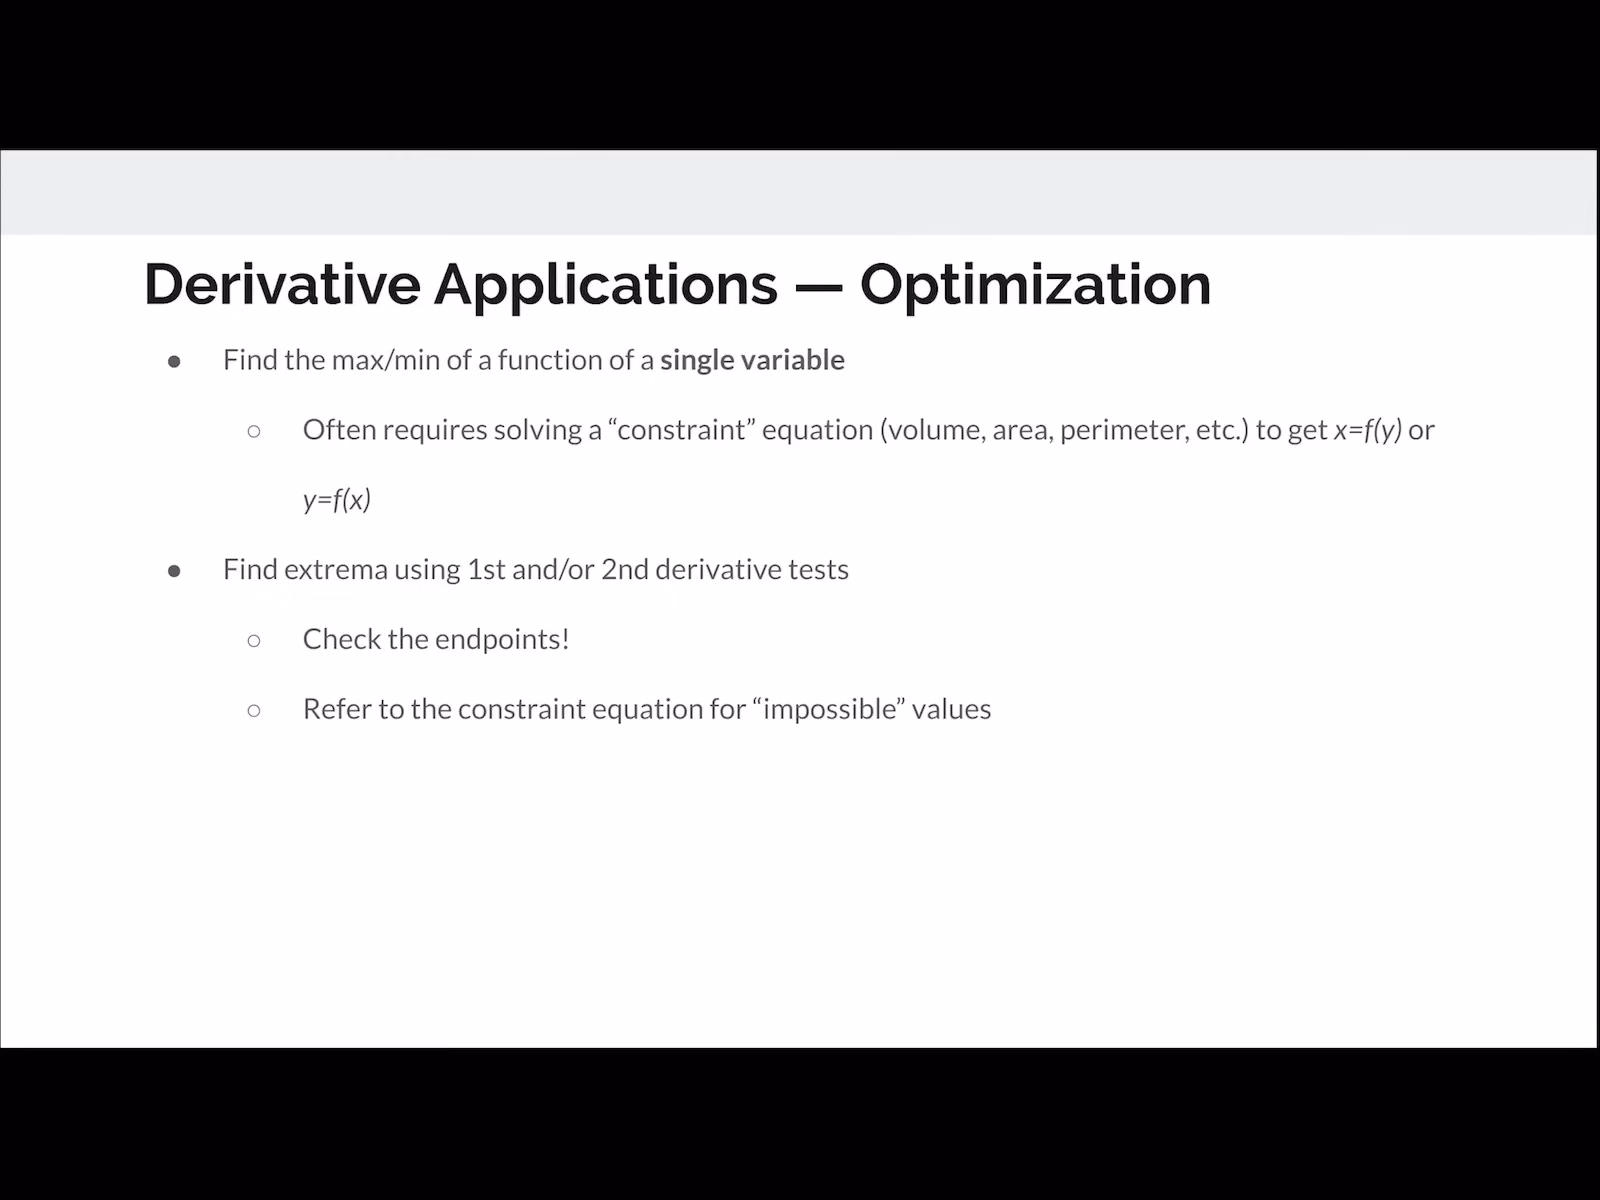 Derivative Applications — Optimization
● Find the max/min of a function of a single variable
○ Often requires solving a “constraint” equation (volume, area, perimeter, etc.) to get x=f(y) or
y=f(x)
● Find extrema using 1st and/or 2nd derivative tests
○ Check the endpoints!
○ Refer to the constraint equation for “impossible” values